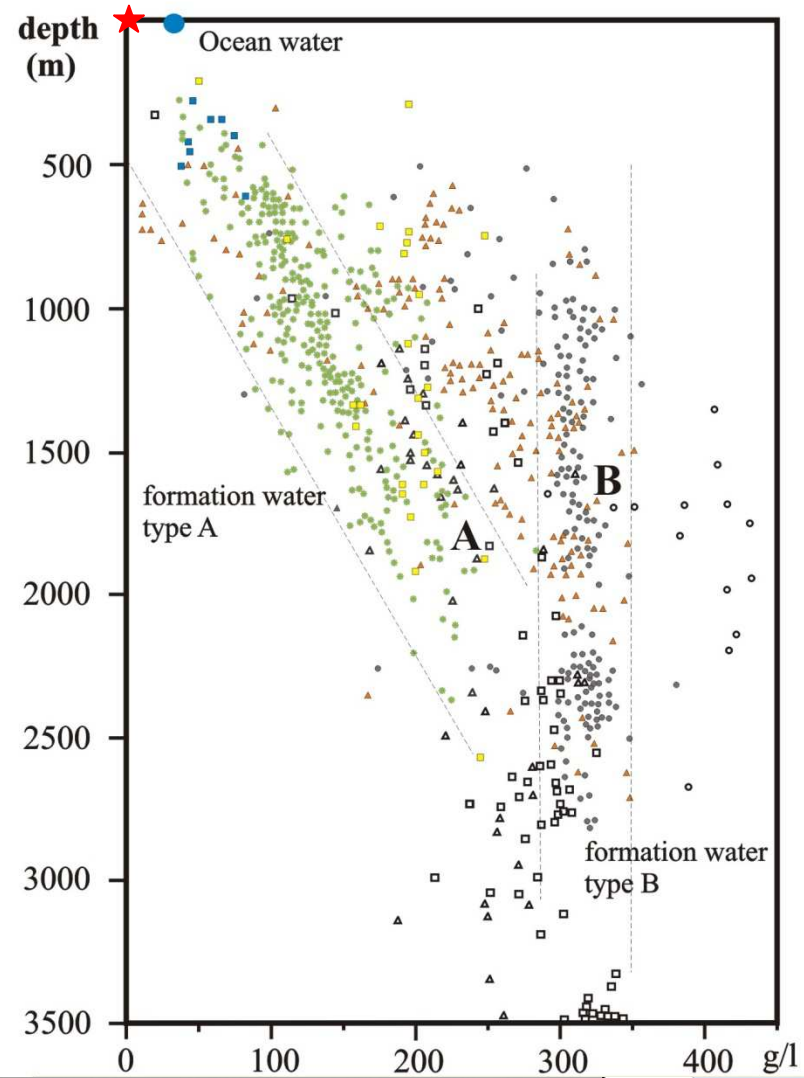 depth
(m)
Ocean water
500
1000
1500
2000
2500
3000
3500
formation water
type A
A
B
formation water
type B
0
100
200
300
400
g/l